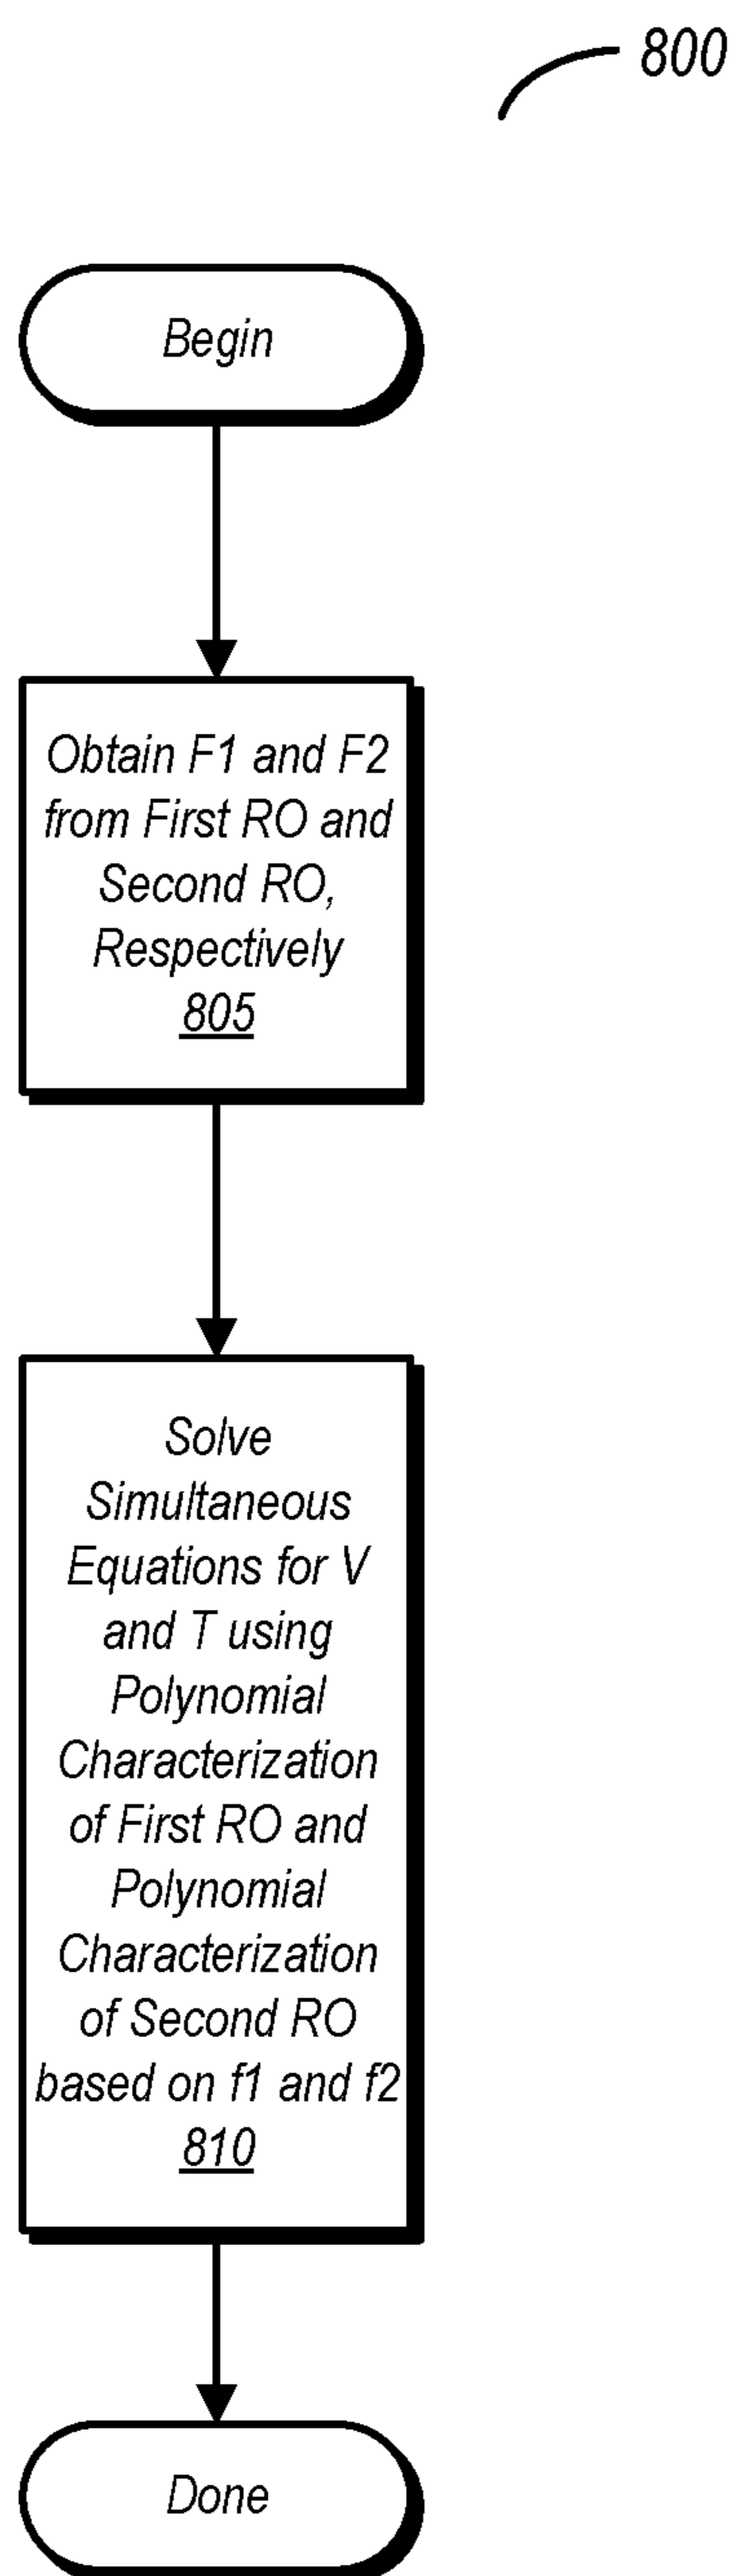 800
Begin
Obtain F1 and F2
from First RO and
Second RO,
Respectively
805
Solve
Simultaneous
Equations for V
and T using
Polynomial
Characterization
of First RO and
Polynomial
Characterization
of Second RO
based on f1 and f2
810
Done